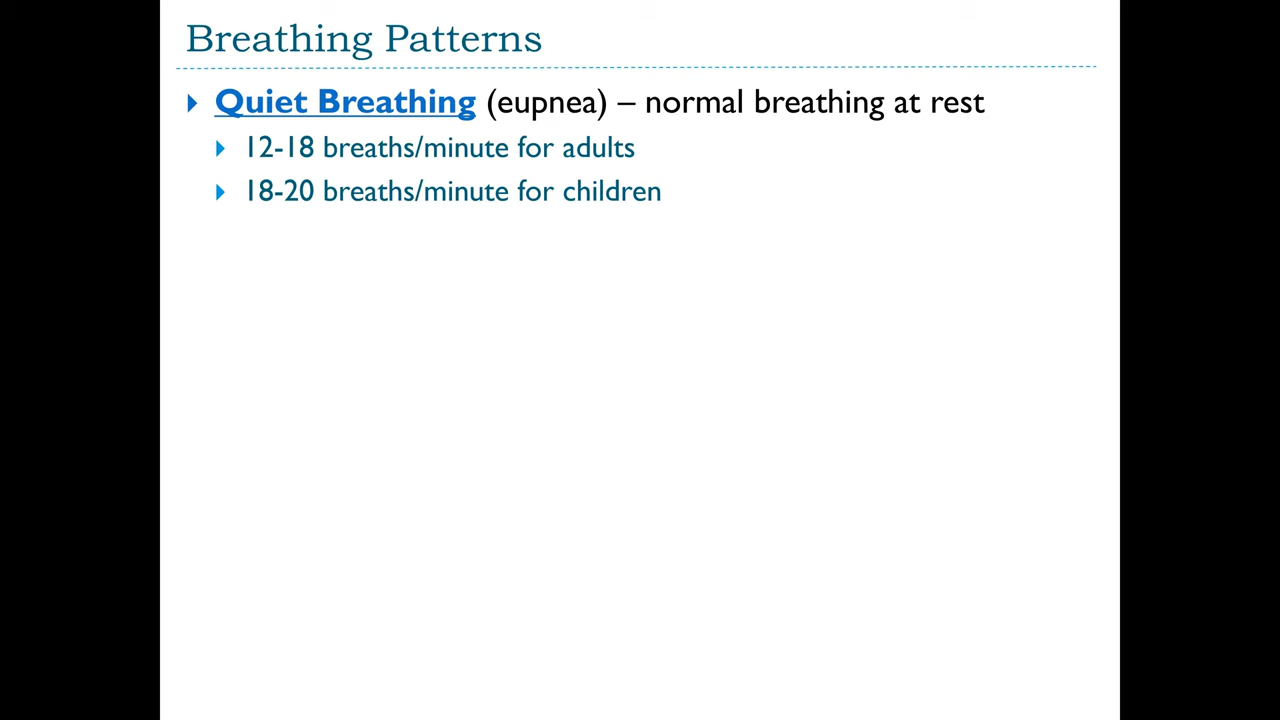 Breathing Patterns
Quiet Breathing (eupnea) – normal breathing at rest
12-18 breaths/minute for adults
18-20 breaths/minute for children